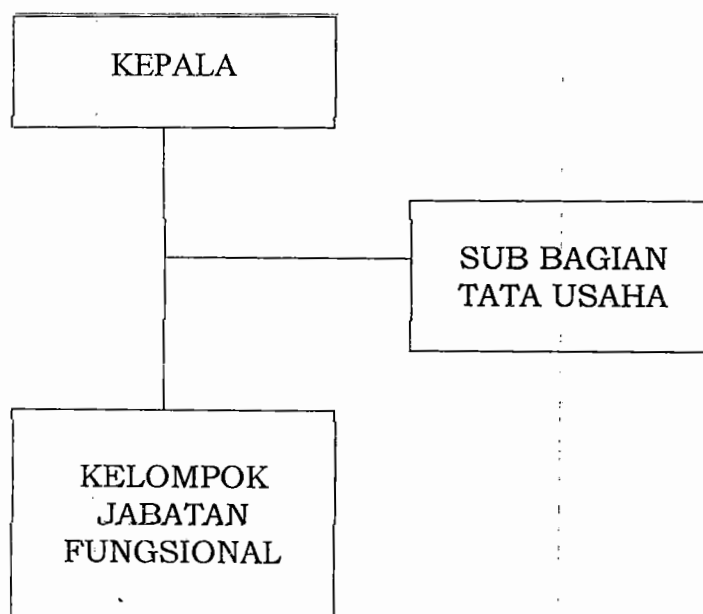 KEPALA
SUB BAGIAN
TATA USAHA
KELOMPOK
JABATAN
FUNGSIONAL